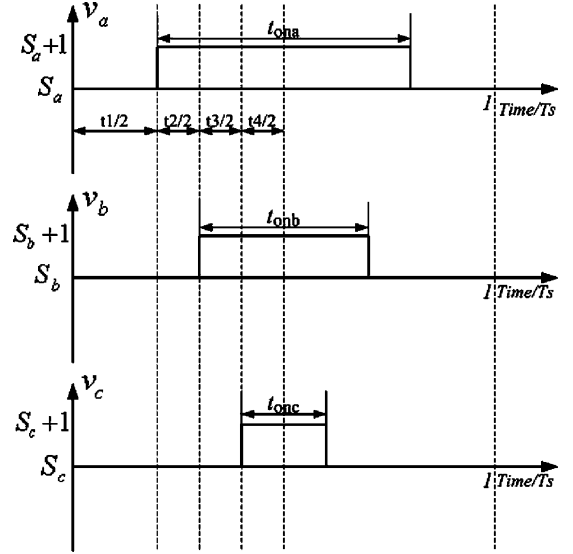 v_a
S_a+1
t_ona
S_a
1 Time/Ts
t1/2 t2/2 t3/2 t4/2
v_b
S_b+1
t_onb
S_b
1 Time/Ts
v_c
S_c+1
t_onc
S_c
1 Time/Ts